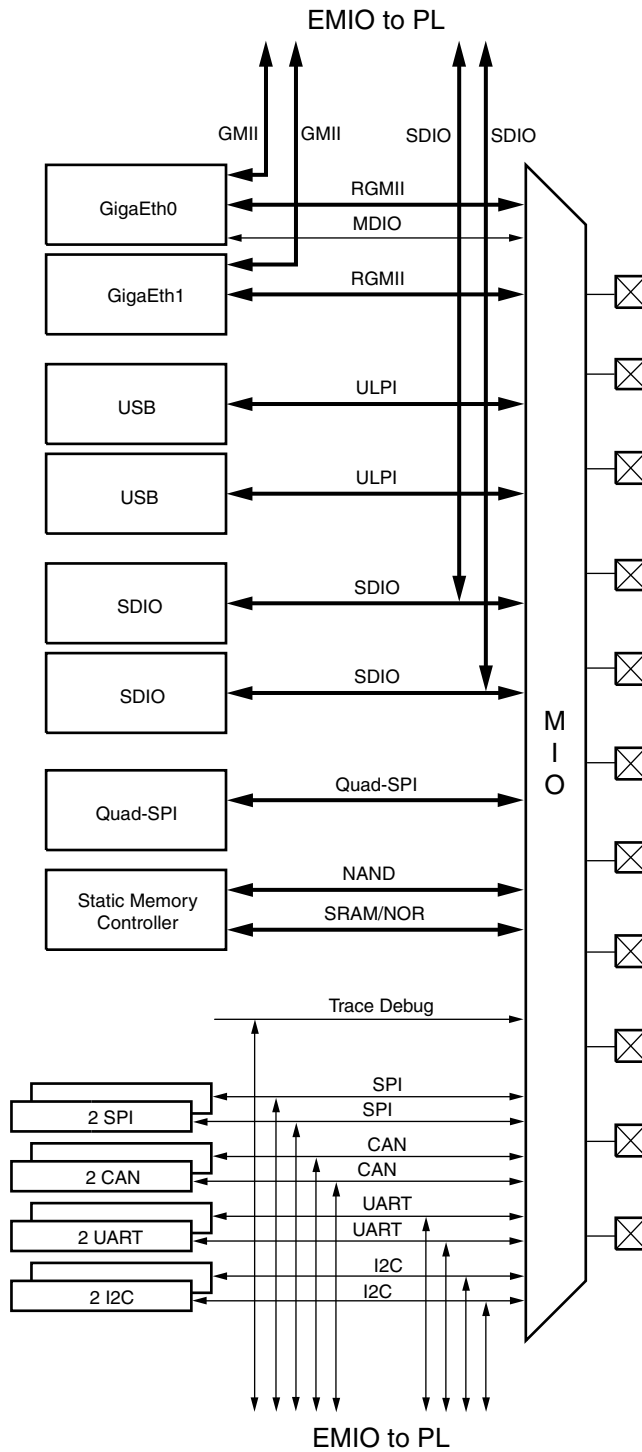 EMIO to PL
GMII
GMII
SDIO
SDIO
GigaEth0
RGMII
MDIO
GigaEth1
RGMII
USB
ULPI
USB
ULPI
SDIO
SDIO
SDIO
SDIO
M
I
O
Quad-SPI
Quad-SPI
Static Memory
Controller
NAND
SRAM/NOR
Trace Debug
SPI
2 SPI
SPI
CAN
2 CAN
CAN
UART
2 UART
UART
I2C
2 I2C
I2C
EMIO to PL